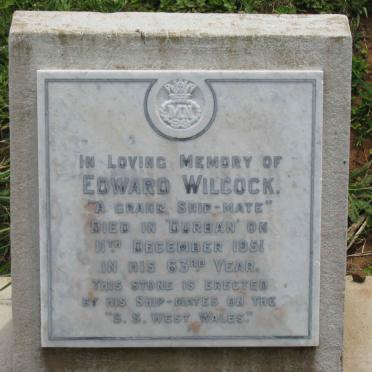 MN
IN LOVING MEMORY OF
EDWARD WILCOCK.
"A GRAND SHIP-MATE"
DIED IN DURBAN ON
11TH DECEMBER 1951
IN HIS 63RD YEAR.
THIS STONE IS ERECTED
BY HIS SHIP-MATES ON THE
"S.S. WEST WALES."